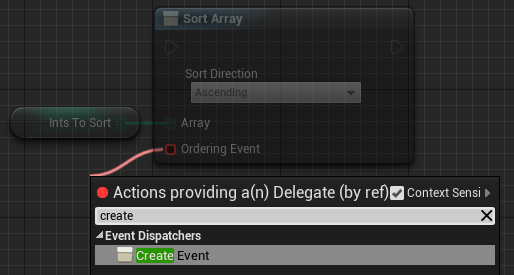 Sort Array
Sort Direction
Ascending
Ints To Sort
Array
Ordering Event
Actions providing a(n) Delegate (by ref)
Context Sensi
create
Event Dispatchers
Create Event